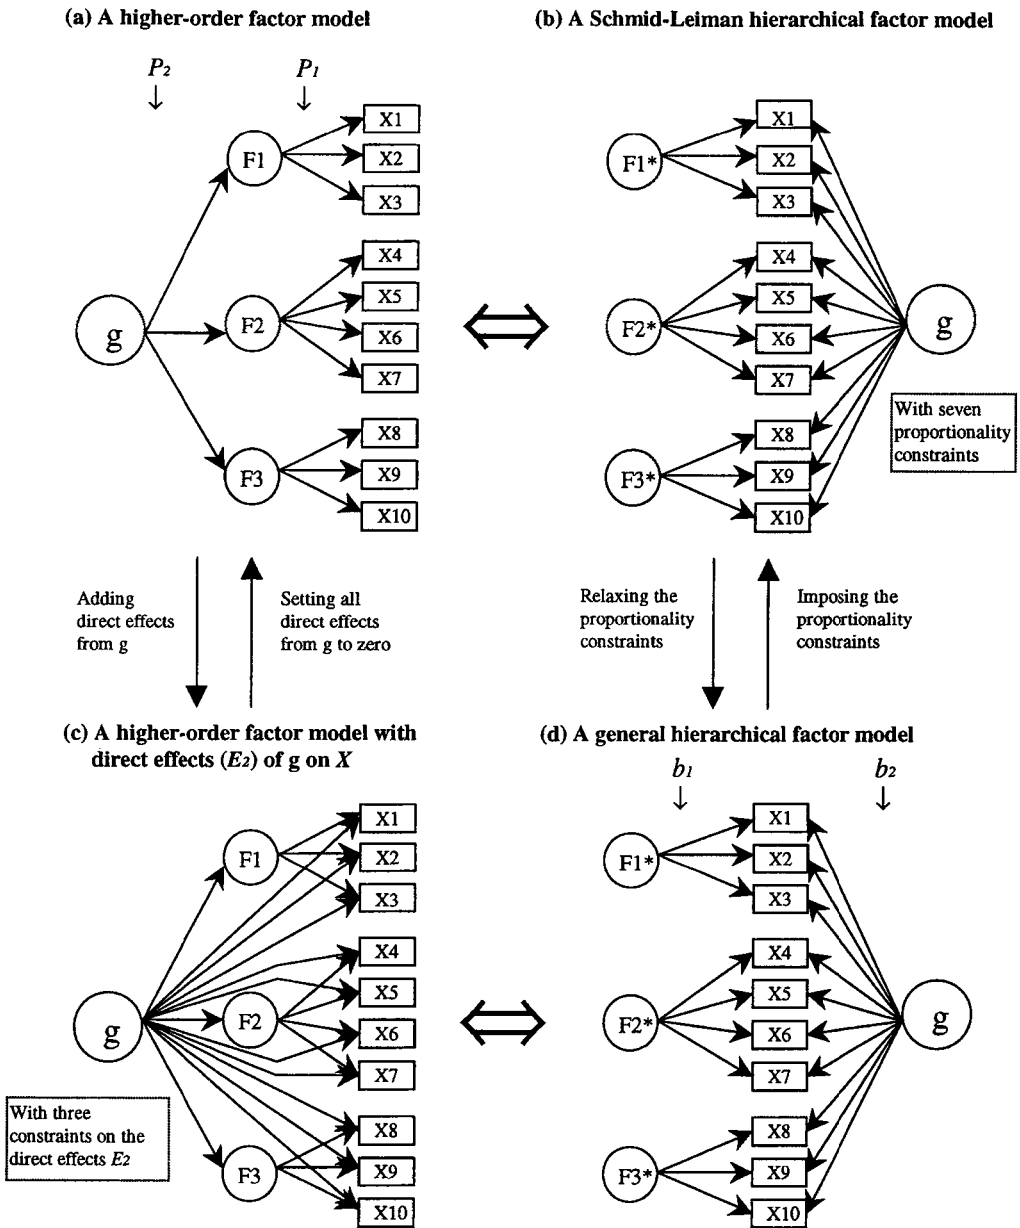 (a) A higher-order factor model
P2
P1
↓
↓
g
F1
F2
F3
X1
X2
X3
X4
X5
X6
X7
X8
X9
X10
(b) A Schmid-Leiman hierarchical factor model
F1*
F2*
F3*
X1
X2
X3
X4
X5
X6
X7
X8
X9
X10
g
With seven
proportionality
constraints
Adding
direct effects
from g
Setting all
direct effects
from g to zero
Relaxing the
proportionality
constraints
Imposing the
proportionality
constraints
(c) A higher-order factor model with
direct effects (E2) of g on X
g
F1
F2
F3
X1
X2
X3
X4
X5
X6
X7
X8
X9
X10
With three
constraints on the
direct effects E2
(d) A general hierarchical factor model
b1
b2
↓
↓
F1*
F2*
F3*
X1
X2
X3
X4
X5
X6
X7
X8
X9
X10
g